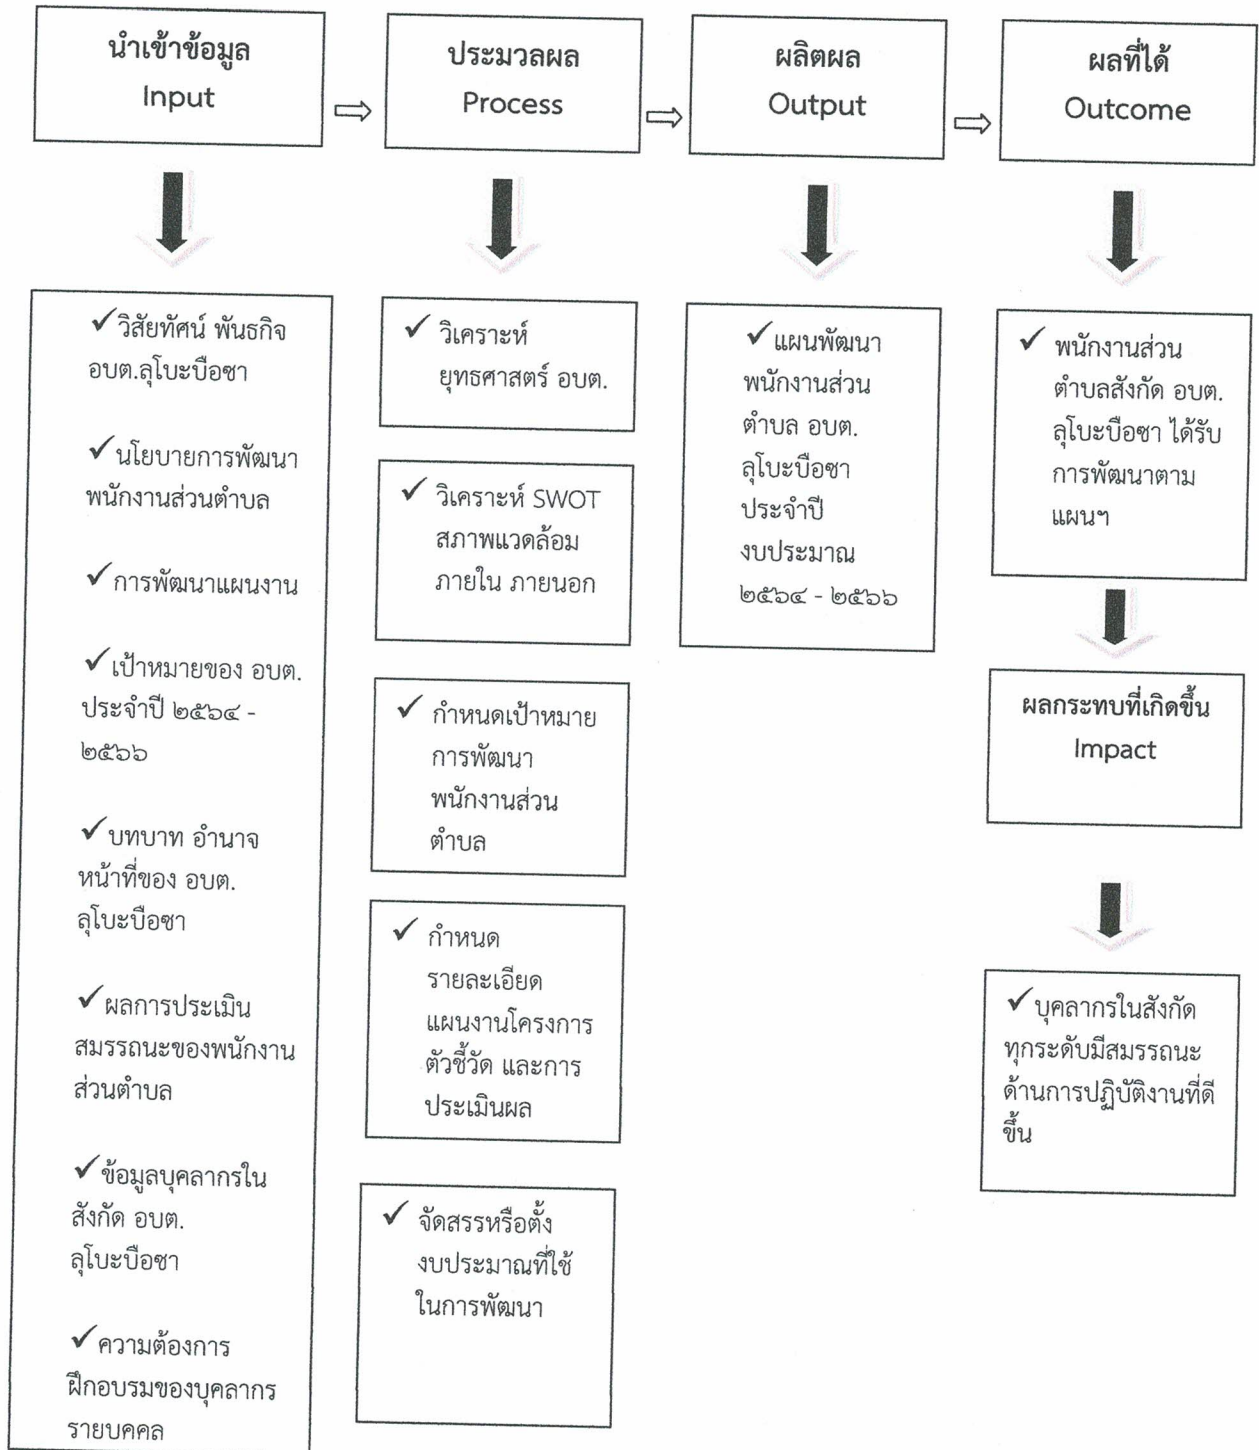 นำเข้าข้อมูล
Input
ประมวลผล
Process
ผลิตผล
Output
ผลที่ได้
Outcome
✓วิสัยทัศน์ พันธกิจ
อบต.ลุโบะบือซา
✓นโยบายการพัฒนา
พนักงานส่วนตำบล
✓การพัฒนาแผนงาน
✓เป้าหมายของ อบต.
ประจำปี ๒๕๖๔ -
๒๕๖๖
✓บทบาท อำนาจ
หน้าที่ของ อบต.
ลุโบะบือซา
✓ผลการประเมิน
สมรรถนะของพนักงาน
ส่วนตำบล
✓ข้อมูลบุคลากรใน
สังกัด อบต.
ลุโบะบือซา
✓ความต้องการ
ฝึกอบรมของบุคลากร
รายบุคคล
✓ วิเคราะห์
ยุทธศาสตร์ อบต.
✓ วิเคราะห์ SWOT
สภาพแวดล้อม
ภายใน ภายนอก
✓ กำหนดเป้าหมาย
การพัฒนา
พนักงานส่วน
ตำบล
✓ กำหนด
รายละเอียด
แผนงานโครงการ
ตัวชี้วัด และการ
ประเมินผล
✓ จัดสรรหรือตั้ง
งบประมาณที่ใช้
ในการพัฒนา
✓แผนพัฒนา
พนักงานส่วน
ตำบล อบต.
ลุโบะบือซา
ประจำปี
งบประมาณ
๒๕๖๔ - ๒๕๖๖
✓ พนักงานส่วน
ตำบลสังกัด อบต.
ลุโบะบือซา ได้รับ
การพัฒนาตาม
แผนฯ
ผลกระทบที่เกิดขึ้น
Impact
✓บุคลากรในสังกัด
ทุกระดับมีสมรรถนะ
ด้านการปฏิบัติงานที่ดี
ขึ้น